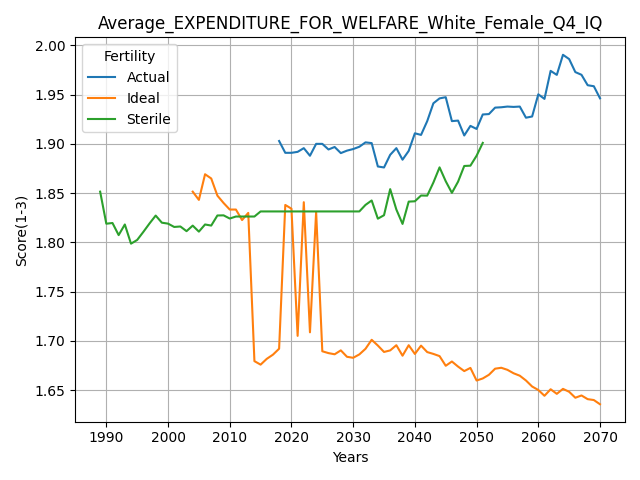 Average_EXPENDITURE_FOR_WELFARE_White_Female_Q4_IQ
Fertility
Actual
Ideal
Sterile
Score(1-3)
2.00
1.95
1.90
1.85
1.80
1.75
1.70
1.65
1990 2000 2010 2020 2030 2040 2050 2060 2070
Years